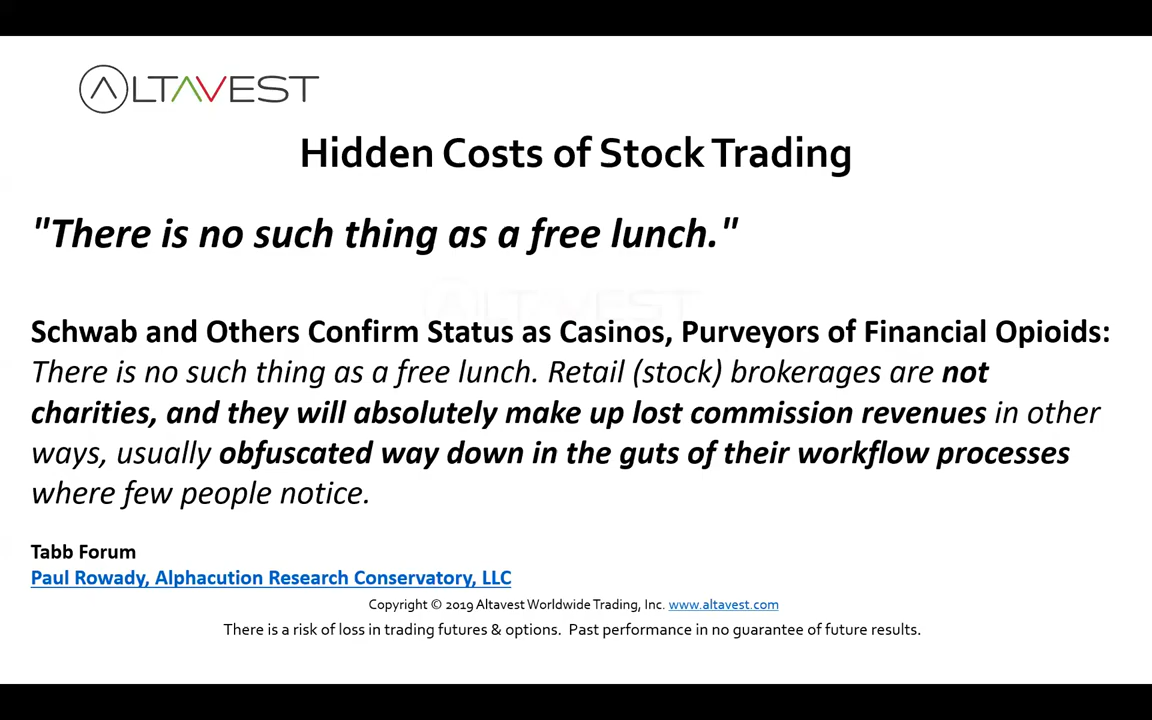 ALTAVEST
Hidden Costs of Stock Trading
"There is no such thing as a free lunch."
ALTAVEST
Schwab and Others Confirm Status as Casinos, Purveyors of Financial Opioids:
There is no such thing as a free lunch. Retail (stock) brokerages are not
charities, and they will absolutely make up lost commission revenues in other
ways, usually obfuscated way down in the guts of their workflow processes
where few people notice.
Tabb Forum
Paul Rowady, Alphacution Research Conservatory, LLC
Copyright © 2019 Altavest Worldwide Trading, Inc. www.altavest.com
There is a risk of loss in trading futures & options.  Past performance in no guarantee of future results.